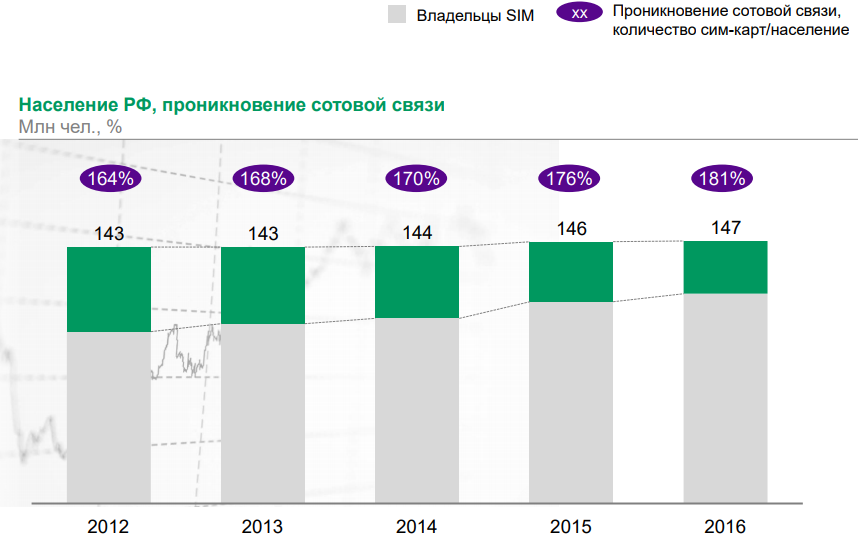 Владельцы SIM
xx
Проникновение сотовой связи,
количество сим-карт/население
Население РФ, проникновение сотовой связи
Млн чел., %
164% 168% 170% 176% 181%
143 143 144 146 147
2012 2013 2014 2015 2016